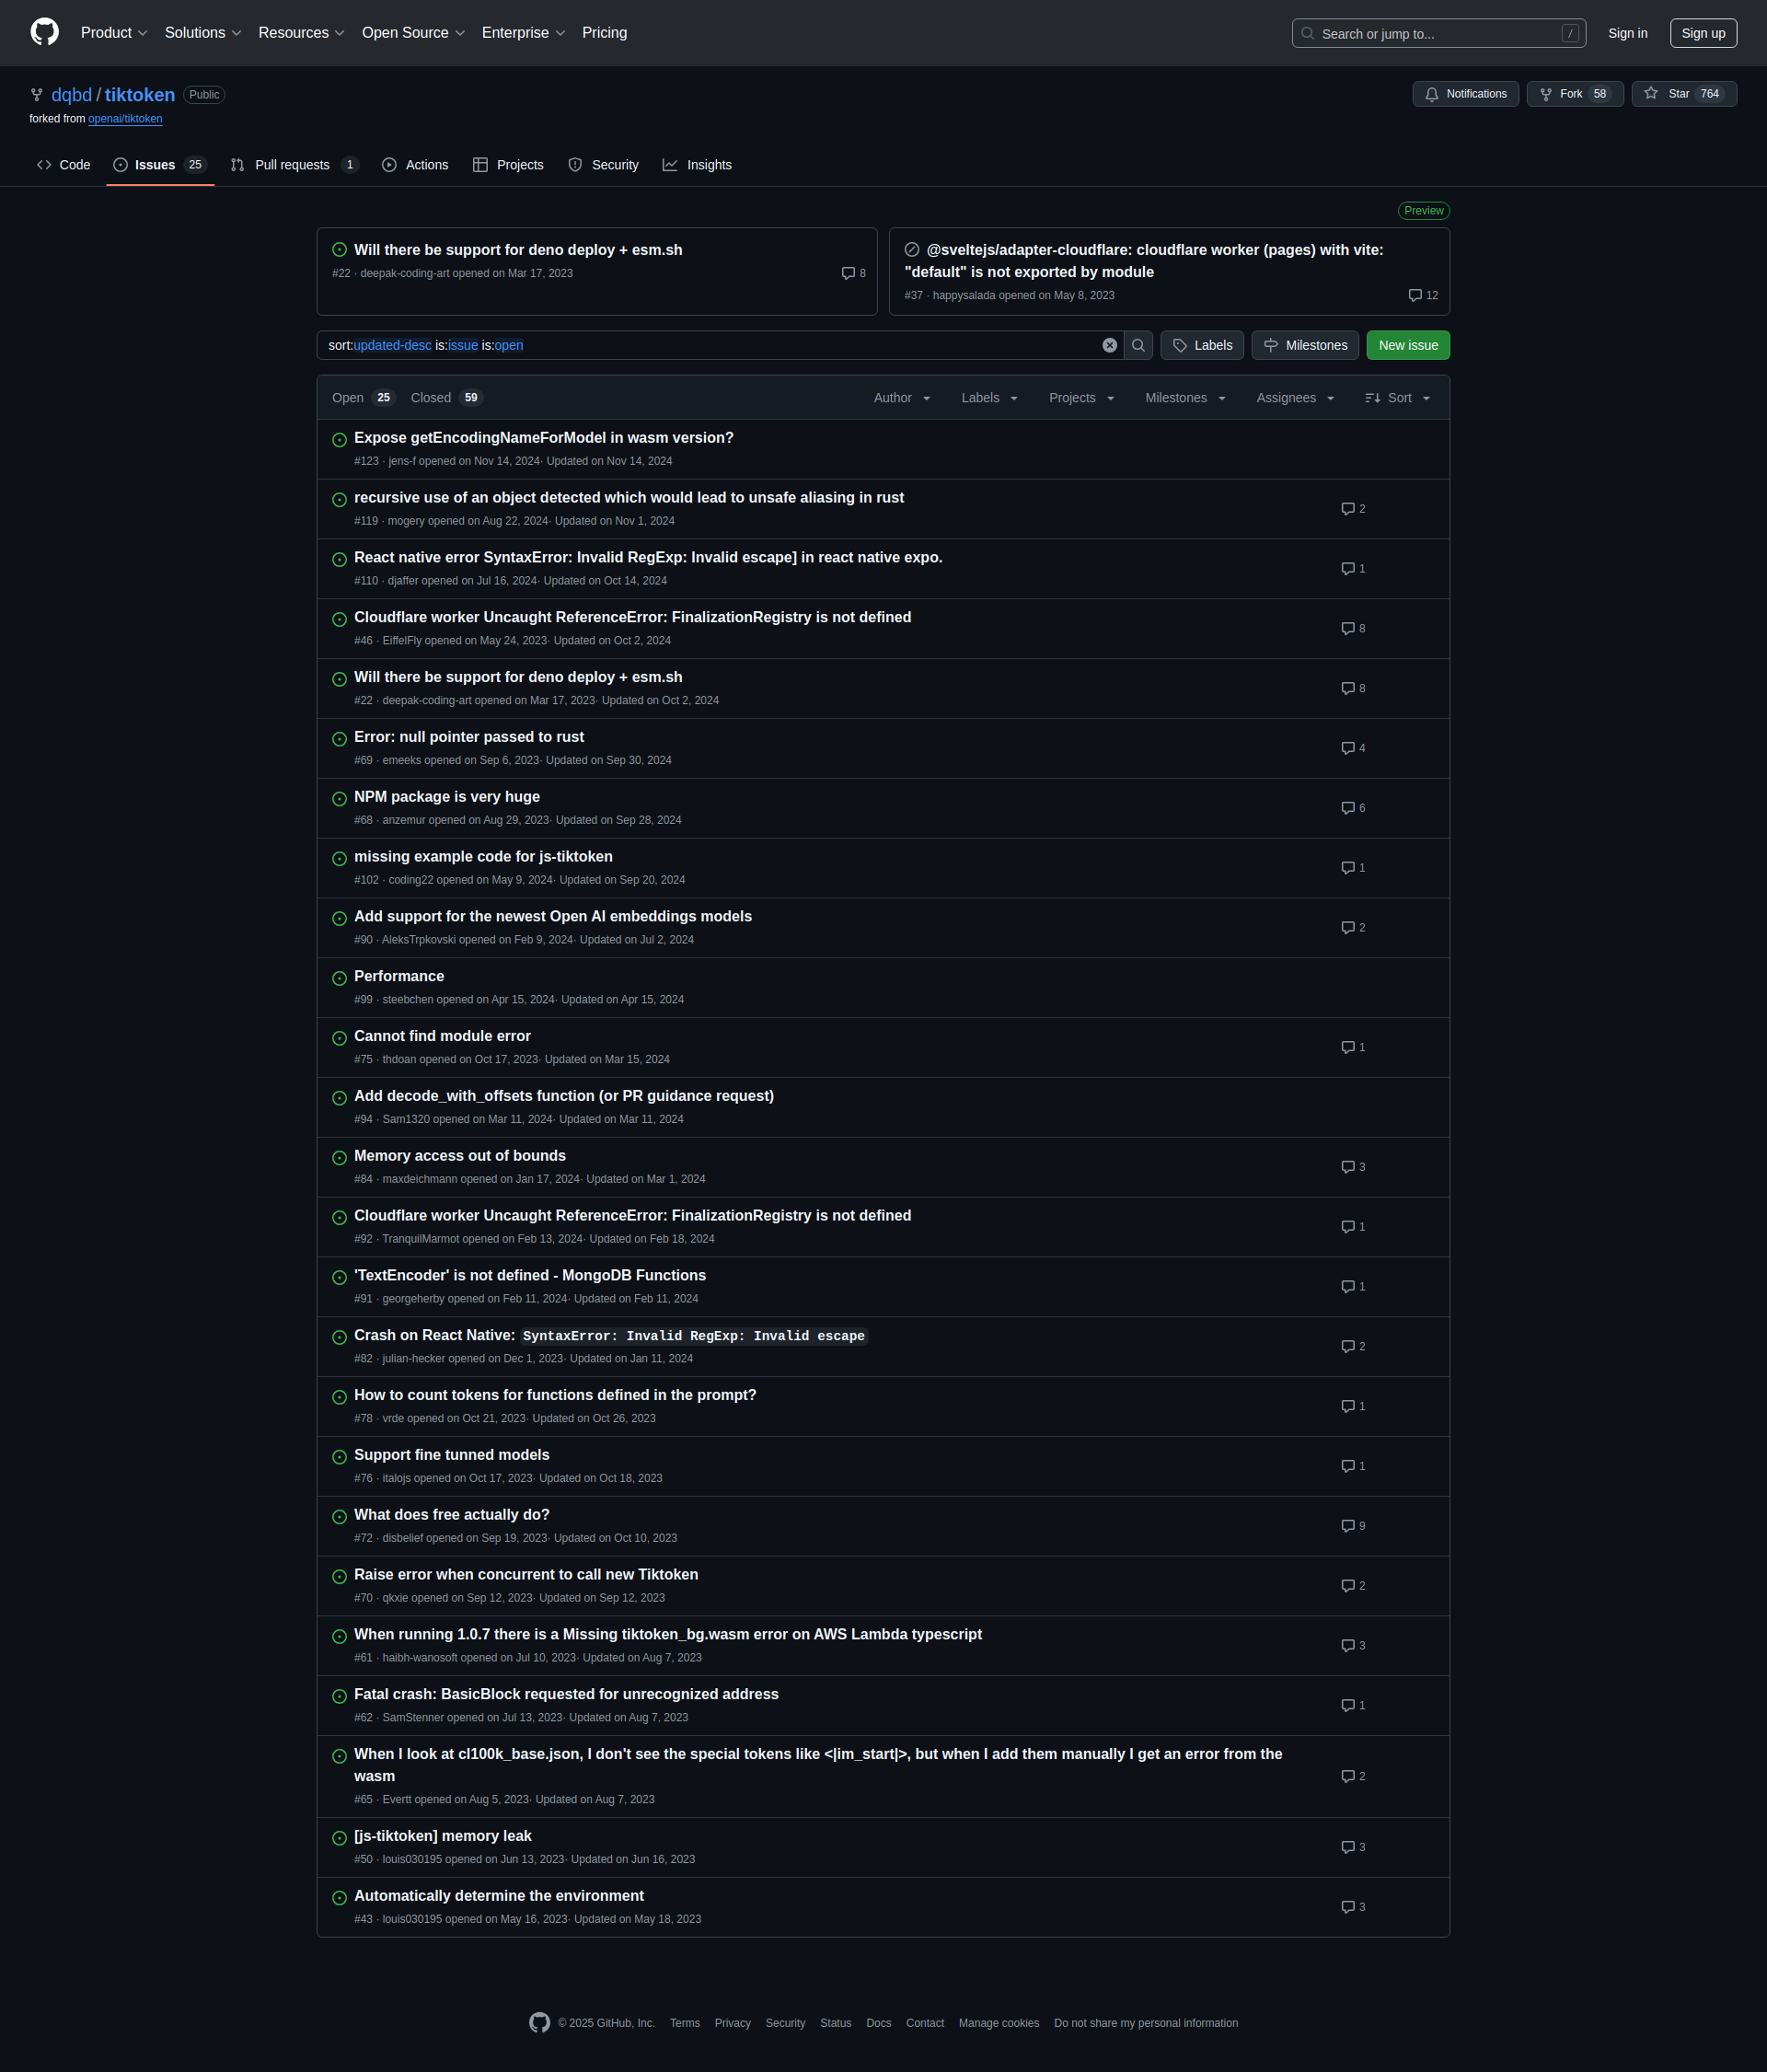 Product Solutions Resources Open Source Enterprise Pricing Search or jump to... / Sign in Sign up
dqbd / tiktoken Public Notifications Fork 58 Star 764
forked from openai/tiktoken
Code Issues 25 Pull requests 1 Actions Projects Security Insights
Preview
Will there be support for deno deploy + esm.sh
#22 · deepak-coding-art opened on Mar 17, 2023 8
@sveltejs/adapter-cloudflare: cloudflare worker (pages) with vite:
"default" is not exported by module
#37 · happysalada opened on May 8, 2023 12
sort:updated-desc is:issue is:open Labels Milestones New issue
Open 25 Closed 59 Author Labels Projects Milestones Assignees Sort
Expose getEncodingNameForModel in wasm version?
#123 · jens-f opened on Nov 14, 2024· Updated on Nov 14, 2024
recursive use of an object detected which would lead to unsafe aliasing in rust
#119 · mogery opened on Aug 22, 2024· Updated on Nov 1, 2024 2
React native error SyntaxError: Invalid RegExp: Invalid escape] in react native expo.
#110 · djaffer opened on Jul 16, 2024· Updated on Oct 14, 2024 1
Cloudflare worker Uncaught ReferenceError: FinalizationRegistry is not defined
#46 · EiffelFly opened on May 24, 2023· Updated on Oct 2, 2024 8
Will there be support for deno deploy + esm.sh
#22 · deepak-coding-art opened on Mar 17, 2023· Updated on Oct 2, 2024 8
Error: null pointer passed to rust
#69 · emeeks opened on Sep 6, 2023· Updated on Sep 30, 2024 4
NPM package is very huge
#68 · anzemur opened on Aug 29, 2023· Updated on Sep 28, 2024 6
missing example code for js-tiktoken
#102 · coding22 opened on May 9, 2024· Updated on Sep 20, 2024 1
Add support for the newest Open AI embeddings models
#90 · AleksTrpkovski opened on Feb 9, 2024· Updated on Jul 2, 2024 2
Performance
#99 · steebchen opened on Apr 15, 2024· Updated on Apr 15, 2024
Cannot find module error
#75 · thdoan opened on Oct 17, 2023· Updated on Mar 15, 2024 1
Add decode_with_offsets function (or PR guidance request)
#94 · Sam1320 opened on Mar 11, 2024· Updated on Mar 11, 2024
Memory access out of bounds
#84 · maxdeichmann opened on Jan 17, 2024· Updated on Mar 1, 2024 3
Cloudflare worker Uncaught ReferenceError: FinalizationRegistry is not defined
#92 · TranquilMarmot opened on Feb 13, 2024· Updated on Feb 18, 2024 1
'TextEncoder' is not defined - MongoDB Functions
#91 · georgeherby opened on Feb 11, 2024· Updated on Feb 11, 2024 1
Crash on React Native: SyntaxError: Invalid RegExp: Invalid escape
#82 · julian-hecker opened on Dec 1, 2023· Updated on Jan 11, 2024 2
How to count tokens for functions defined in the prompt?
#78 · vrde opened on Oct 21, 2023· Updated on Oct 26, 2023 1
Support fine tunned models
#76 · italojs opened on Oct 17, 2023· Updated on Oct 18, 2023 1
What does free actually do?
#72 · disbelief opened on Sep 19, 2023· Updated on Oct 10, 2023 9
Raise error when concurrent to call new Tiktoken
#70 · qkxie opened on Sep 12, 2023· Updated on Sep 12, 2023 2
When running 1.0.7 there is a Missing tiktoken_bg.wasm error on AWS Lambda typescript
#61 · haibh-wanosoft opened on Jul 10, 2023· Updated on Aug 7, 2023 3
Fatal crash: BasicBlock requested for unrecognized address
#62 · SamStenner opened on Jul 13, 2023· Updated on Aug 7, 2023 1
When I look at cl100k_base.json, I don't see the special tokens like <|im_start|>, but when I add them manually I get an error from the
wasm
#65 · Evertt opened on Aug 5, 2023· Updated on Aug 7, 2023 2
[js-tiktoken] memory leak
#50 · louis030195 opened on Jun 13, 2023· Updated on Jun 16, 2023 3
Automatically determine the environment
#43 · louis030195 opened on May 16, 2023· Updated on May 18, 2023 3
© 2025 GitHub, Inc. Terms Privacy Security Status Docs Contact Manage cookies Do not share my personal information